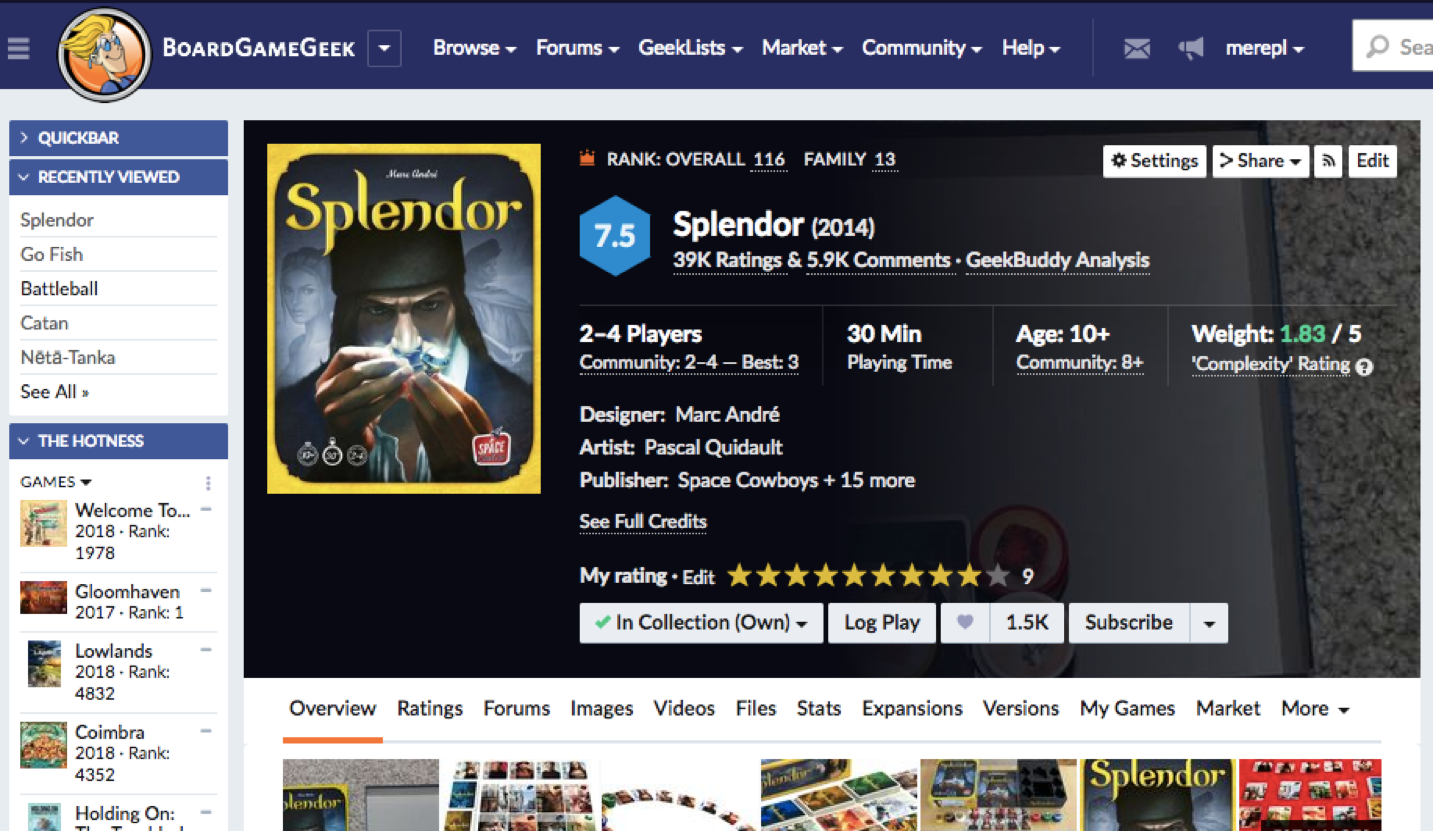 BOARDGAMEGEEK
Browse
Forums
GeekLists
Market
Community
Help
merepl
Sea
QUICKBAR
RECENTLY VIEWED
Splendor
Go Fish
Battleball
Catan
Nētā-Tanka
See All »
THE HOTNESS
GAMES
Welcome To...
2018 · Rank:
1978
Gloomhaven
2017 · Rank: 1
Lowlands
2018 · Rank:
4832
Coimbra
2018 · Rank:
4352
Holding On:
Marc André
Splendor
10+ 30' 2-4
SPACE
RANK: OVERALL 116 FAMILY 13
Settings
Share
Edit
7.5
Splendor (2014)
39K Ratings & 5.9K Comments · GeekBuddy Analysis
2–4 Players
Community: 2–4 — Best: 3
30 Min
Playing Time
Age: 10+
Community: 8+
Weight: 1.83 / 5
'Complexity' Rating ?
Designer: Marc André
Artist: Pascal Quidault
Publisher: Space Cowboys + 15 more
See Full Credits
My rating · Edit 9
In Collection (Own)
Log Play
1.5K
Subscribe
Overview Ratings Forums Images Videos Files Stats Expansions Versions My Games Market More
Splendor